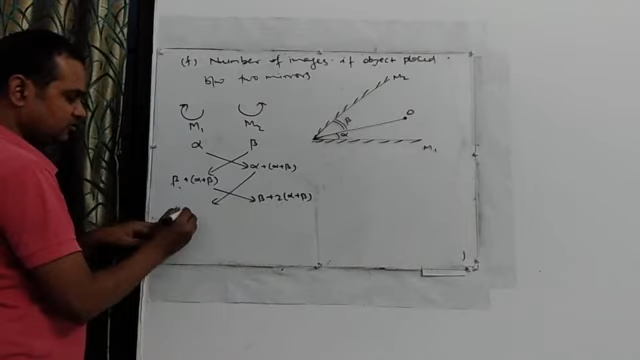 (f) Number of images if object placed
b/w two mirrors
M2
O
β
α
M1
M1 M2
α β
β + (α+β) α + (α+β)
β + 2(α+β)